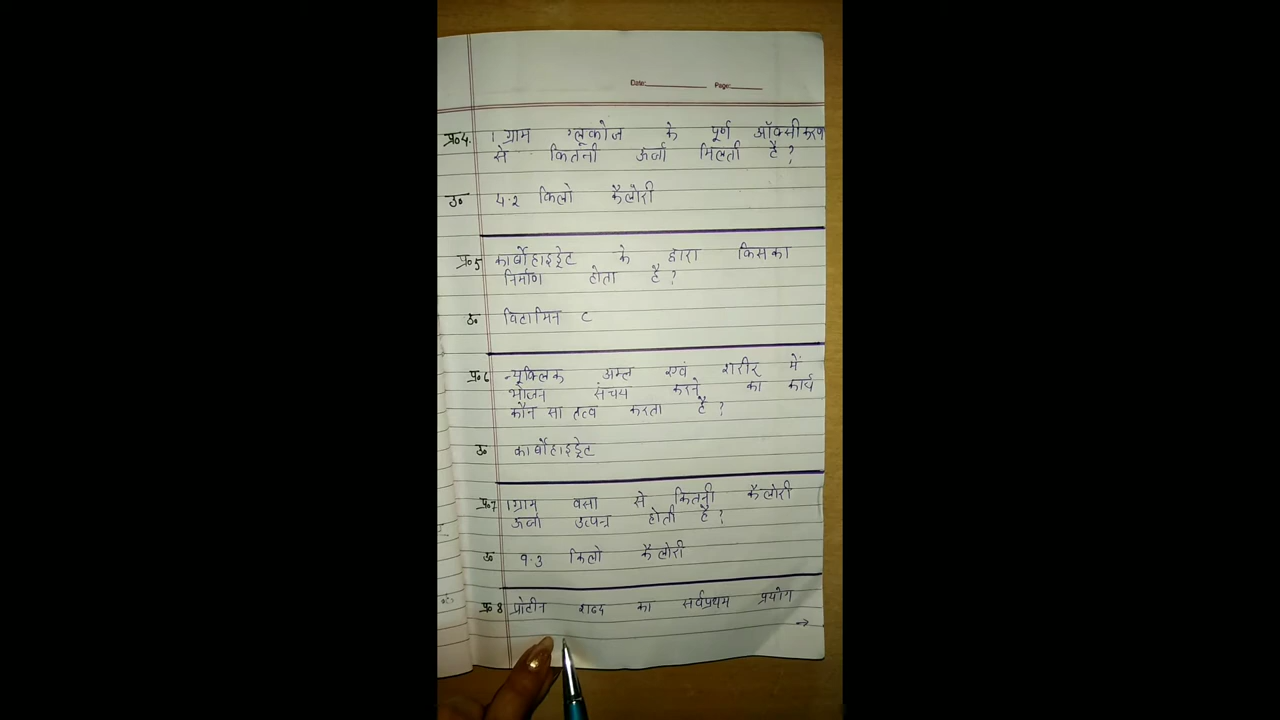 Date: Page:
प्र०4. 1 ग्राम ग्लूकोज के पूर्ण ऑक्सीकरण
से कितनी ऊर्जा मिलती है ?
उ० 4.2 किलो कैलोरी
प्र०5 कार्बोहाइड्रेट के द्वारा किसका
निर्माण होता है ?
उ० विटामिन C
प्र०6 न्यूक्लिक अम्ल एवं शरीर में
भोजन संचय करने का कार्य
कौन सा तत्व करता है ?
उ० कार्बोहाइड्रेट
प्र०7 1ग्राम वसा से कितनी कैलोरी
ऊर्जा उत्पन्न होती है ?
उ० 9.3 किलो कैलोरी
प्र०8 प्रोटीन शब्द का सर्वप्रथम प्रयोग
→